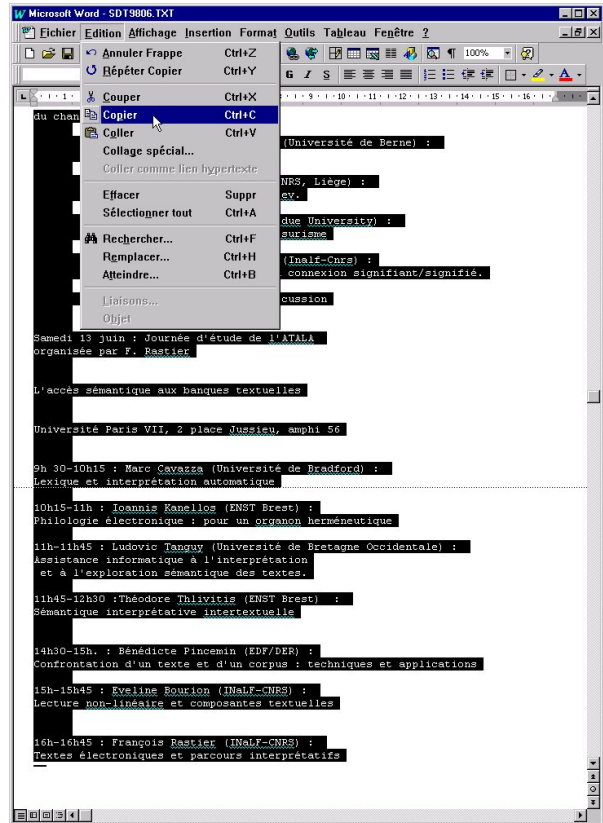 Microsoft Word - SDT9806.TXT
Fichier Edition Affichage Insertion Format Outils Tableau Fenêtre ?
Annuler Frappe Ctrl+Z
100%
Répéter Copier Ctrl+Y
G I S
Couper Ctrl+X
1 9 10 11 12 13 14 15 16
Copier Ctrl+C
du chan
Coller Ctrl+V
(Université de Berne) :
Collage spécial...
Coller comme lien hypertexte
NRS, Liège) :
Effacer Suppr
ev.
Sélectionner tout Ctrl+A
due University) :
surisme
Rechercher... Ctrl+F
Remplacer... Ctrl+H
(Inalf-Cnrs) :
Atteindre... Ctrl+B
connexion signifiant/signifié.
Liaisons...
cussion
Objet
Samedi 13 juin : Journée d'étude de l'ATALA
organisée par F. Rastier
L'accès sémantique aux banques textuelles
Université Paris VII, 2 place Jussieu, amphi 56
9h 30-10h15 : Marc Cavazza (Université de Bradford) :
Lexique et interprétation automatique
10h15-11h : Ioannis Kanellos (ENST Brest) :
Philologie électronique : pour un organon herméneutique
11h-11h45 : Ludovic Tanguy (Université de Bretagne Occidentale) :
Assistance informatique à l'interprétation
et à l'exploration sémantique des textes.
11h45-12h30 :Théodore Thlivitis (ENST Brest) :
Sémantique interprétative intertextuelle
14h30-15h. : Bénédicte Pincemin (EDF/DER) :
Confrontation d'un texte et d'un corpus : techniques et applications
15h-15h45 : Eveline Bourion (INaLF-CNRS) :
Lecture non-linéaire et composantes textuelles
16h-16h45 : François Rastier (INaLF-CNRS) :
Textes électroniques et parcours interprétatifs